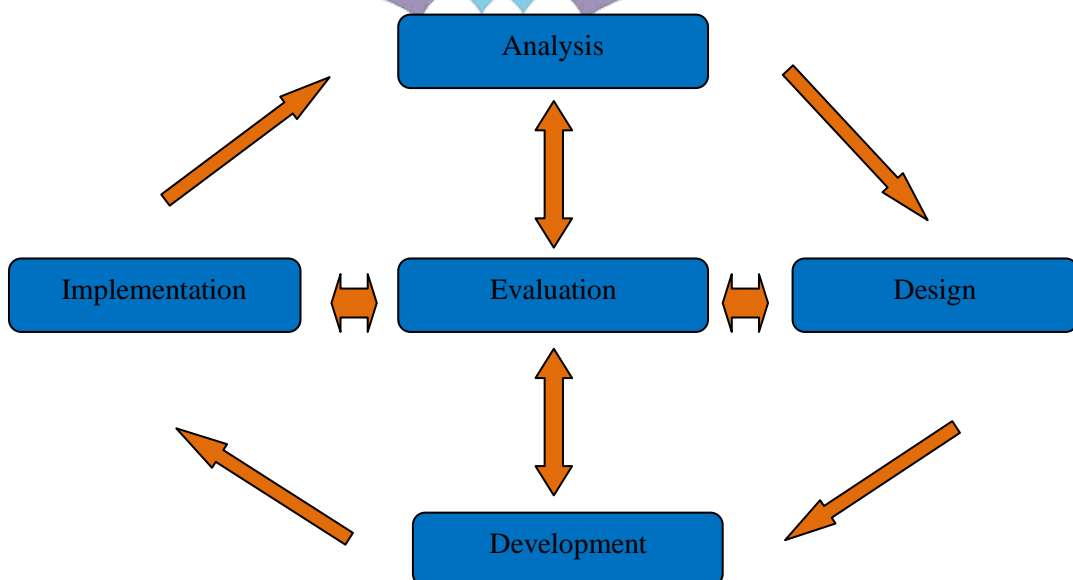 Analysis
Implementation
Evaluation
Design
Development